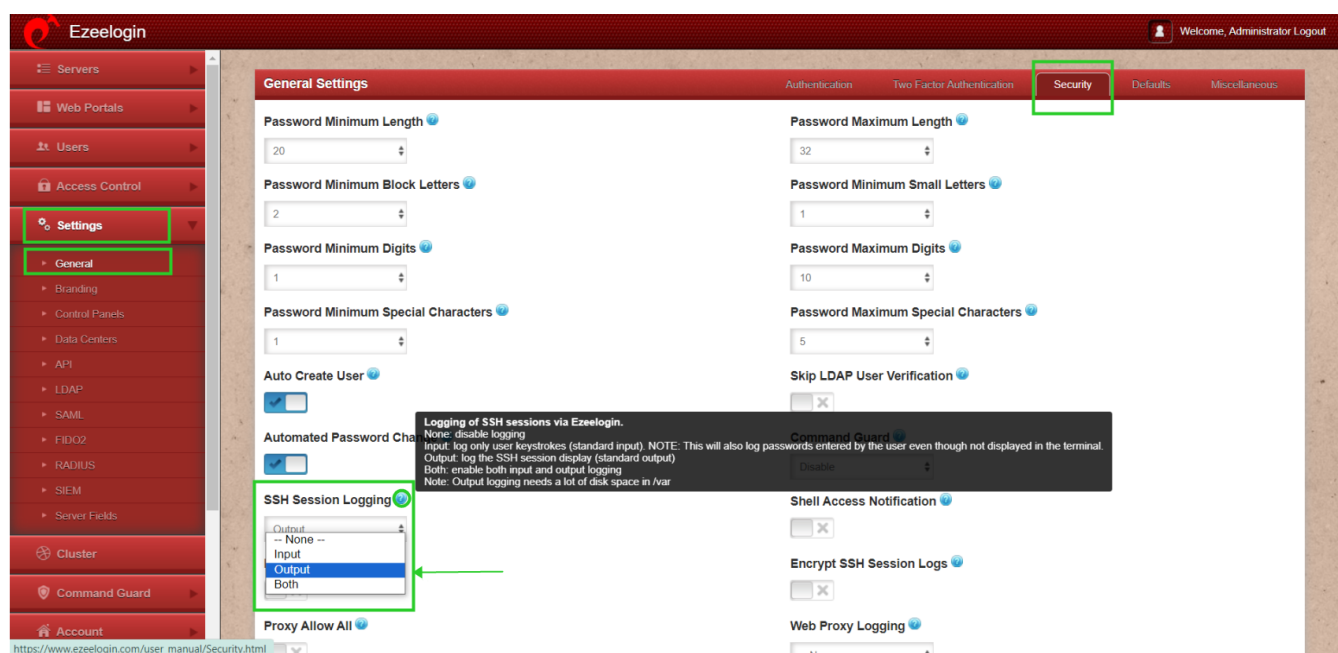 Ezeelogin
Welcome, Administrator Logout
Servers
Web Portals
Users
Access Control
Settings
General
Branding
Control Panels
Data Centers
API
LDAP
SAML
FIDO2
RADIUS
SIEM
Server Fields
Cluster
Command Guard
Account
General Settings
Authentication Two Factor Authentication Security Defaults Miscellaneous
Password Minimum Length Password Maximum Length
20 32
Password Minimum Block Letters Password Minimum Small Letters
2 1
Password Minimum Digits Password Maximum Digits
1 10
Password Minimum Special Characters Password Maximum Special Characters
1 5
Auto Create User Skip LDAP User Verification
Automated Password Chan Command Guard
Disable
Logging of SSH sessions via Ezeelogin.
None: disable logging
Input: log only user keystrokes (standard input). NOTE: This will also log passwords entered by the user even though not displayed in the terminal.
Output: log the SSH session display (standard output)
Both: enable both input and output logging
Note: Output logging needs a lot of disk space in /var
SSH Session Logging Shell Access Notification
Output
-- None --
Input
Output
Both
Encrypt SSH Session Logs
Proxy Allow All Web Proxy Logging
https://www.ezeelogin.com/user_manual/Security.html